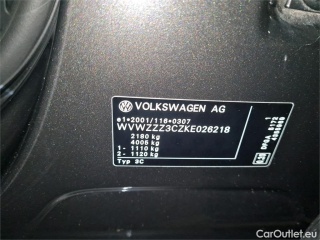 VOLKSWAGEN AG
e1*2001/116*0307
WVWZZZ3CZKE026218
2180 kg
4005 kg
1- 1110 kg
2- 1120 kg
Typ 3C
CarOutlet.eu